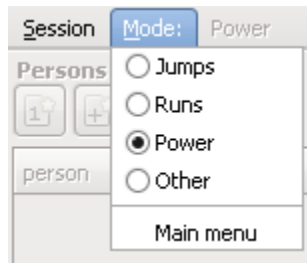 Session Mode: Power
Persons
Jumps
Runs
Power
person
Other
Main menu